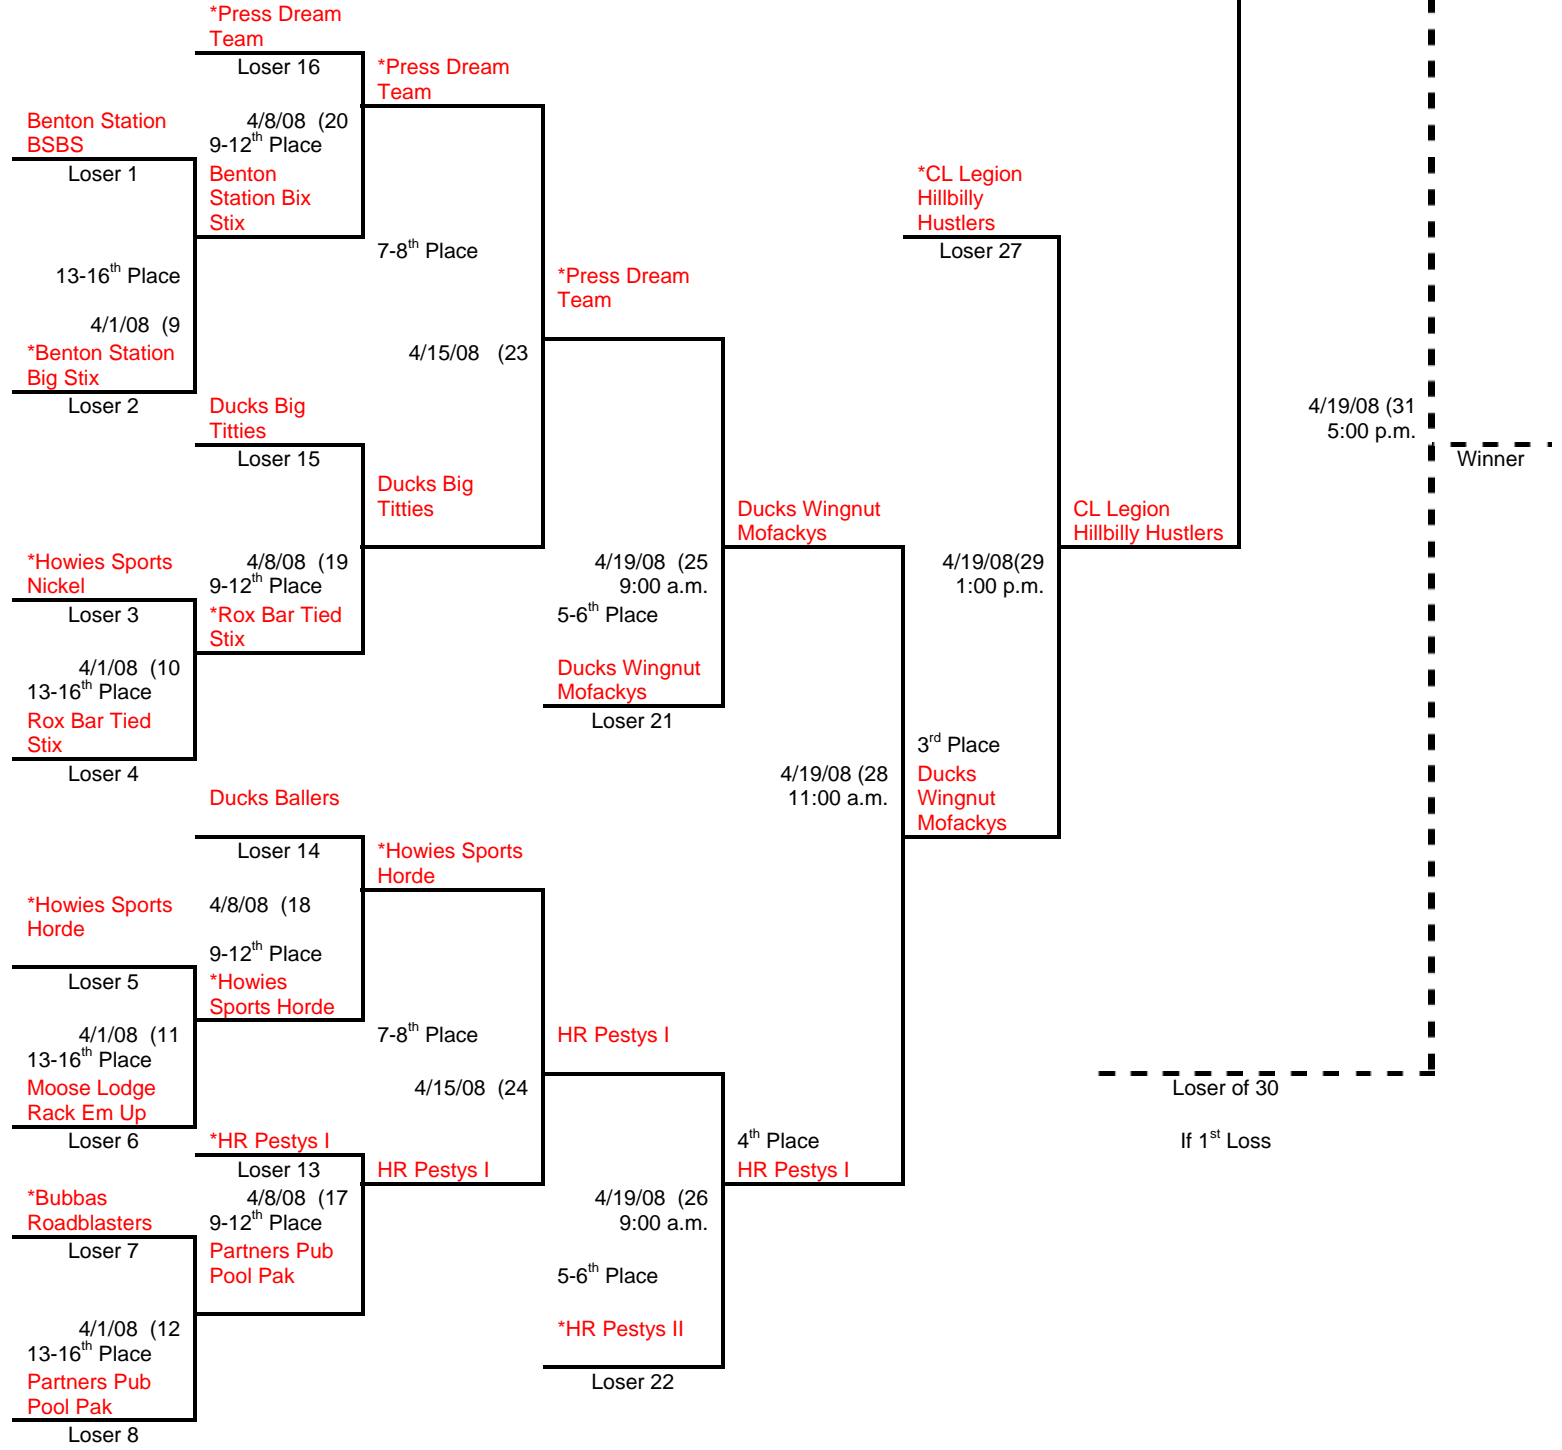 *Press Dream
Team
Loser 16
4/8/08 (20
9-12th Place
Benton
Station Bix
Stix
Benton Station
BSBS
Loser 1
13-16th Place
4/1/08 (9
*Benton Station
Big Stix
Loser 2
*Press Dream
Team
7-8th Place
4/15/08 (23
Ducks Big
Titties
Loser 15
Ducks Big
Titties
4/8/08 (19
9-12th Place
*Rox Bar Tied
Stix
*Howies Sports
Nickel
Loser 3
4/1/08 (10
13-16th Place
Rox Bar Tied
Stix
Loser 4
*Press Dream
Team
4/19/08 (25
9:00 a.m.
5-6th Place
Ducks Wingnut
Mofackys
Loser 21
Ducks Wingnut
Mofackys
4/19/08 (28
11:00 a.m.
*CL Legion
Hillbilly
Hustlers
Loser 27
4/19/08(29
1:00 p.m.
3rd Place
Ducks
Wingnut
Mofackys
CL Legion
Hillbilly Hustlers
4/19/08 (31
5:00 p.m.
Winner
Ducks Ballers
Loser 14
4/8/08 (18
9-12th Place
*Howies
Sports Horde
*Howies Sports
Horde
Loser 5
4/1/08 (11
13-16th Place
Moose Lodge
Rack Em Up
Loser 6
*Howies Sports
Horde
7-8th Place
4/15/08 (24
*HR Pestys I
Loser 13
HR Pestys I
4/8/08 (17
9-12th Place
Partners Pub
Pool Pak
*Bubbas
Roadblasters
Loser 7
4/1/08 (12
13-16th Place
Partners Pub
Pool Pak
Loser 8
HR Pestys I
4/19/08 (26
9:00 a.m.
5-6th Place
*HR Pestys II
Loser 22
4th Place
HR Pestys I
Loser of 30
If 1st Loss